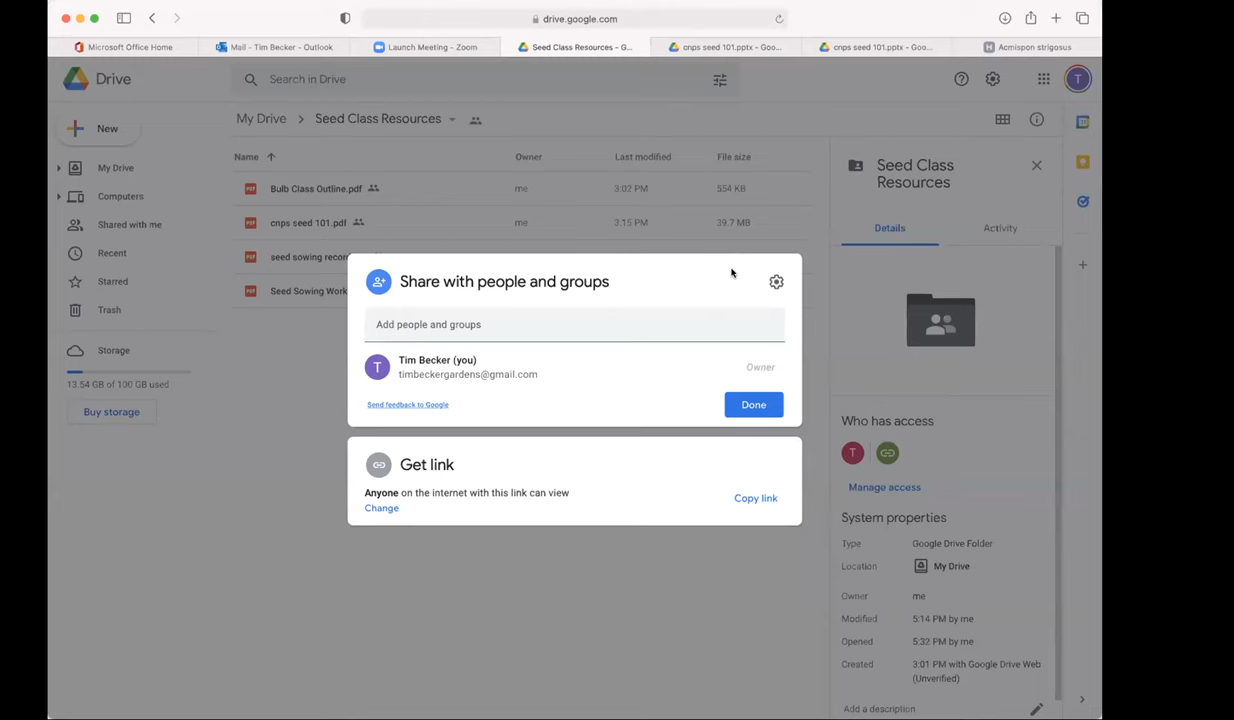 drive.google.com
Microsoft Office Home
Mail - Tim Becker - Outlook
Launch Meeting - Zoom
Seed Class Resources - G...
cnps seed 101.pptx - Goo...
cnps seed 101.pptx - Goo...
Acmispon strigosus
Drive
Search in Drive
T
New
My Drive
Computers
Shared with me
Recent
Starred
Trash
Storage
13.54 GB of 100 GB used
Buy storage
My Drive
Seed Class Resources
Name
Owner
Last modified
File size
PDF
Bulb Class Outline.pdf
me
3:02 PM
554 KB
PDF
cnps seed 101.pdf
me
3:15 PM
39.7 MB
PDF
seed sowing recor
PDF
Seed Sowing Work
Share with people and groups
Add people and groups
T
Tim Becker (you)
timbeckergardens@gmail.com
Owner
Send feedback to Google
Done
Get link
Anyone on the internet with this link can view
Change
Copy link
Seed Class
Resources
Details
Activity
Who has access
T
Manage access
System properties
Type
Google Drive Folder
Location
My Drive
Owner
me
Modified
5:14 PM by me
Opened
5:32 PM by me
Created
3:01 PM with Google Drive Web
(Unverified)
Add a description